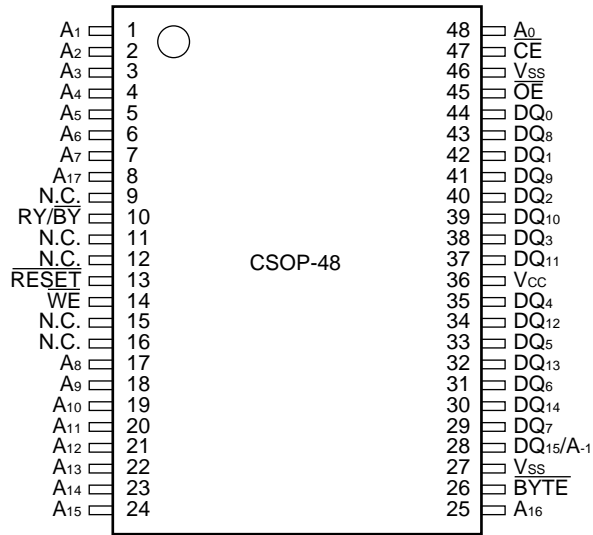 A1 1 48 A0
A2 2 47 CE
A3 3 46 VSS
A4 4 45 OE
A5 5 44 DQ0
A6 6 43 DQ8
A7 7 42 DQ1
A17 8 41 DQ9
N.C. 9 40 DQ2
RY/BY 10 39 DQ10
N.C. 11 38 DQ3
N.C. 12 37 DQ11
CSOP-48
RESET 13 36 VCC
WE 14 35 DQ4
N.C. 15 34 DQ12
N.C. 16 33 DQ5
A8 17 32 DQ13
A9 18 31 DQ6
A10 19 30 DQ14
A11 20 29 DQ7
A12 21 28 DQ15/A-1
A13 22 27 VSS
A14 23 26 BYTE
A15 24 25 A16